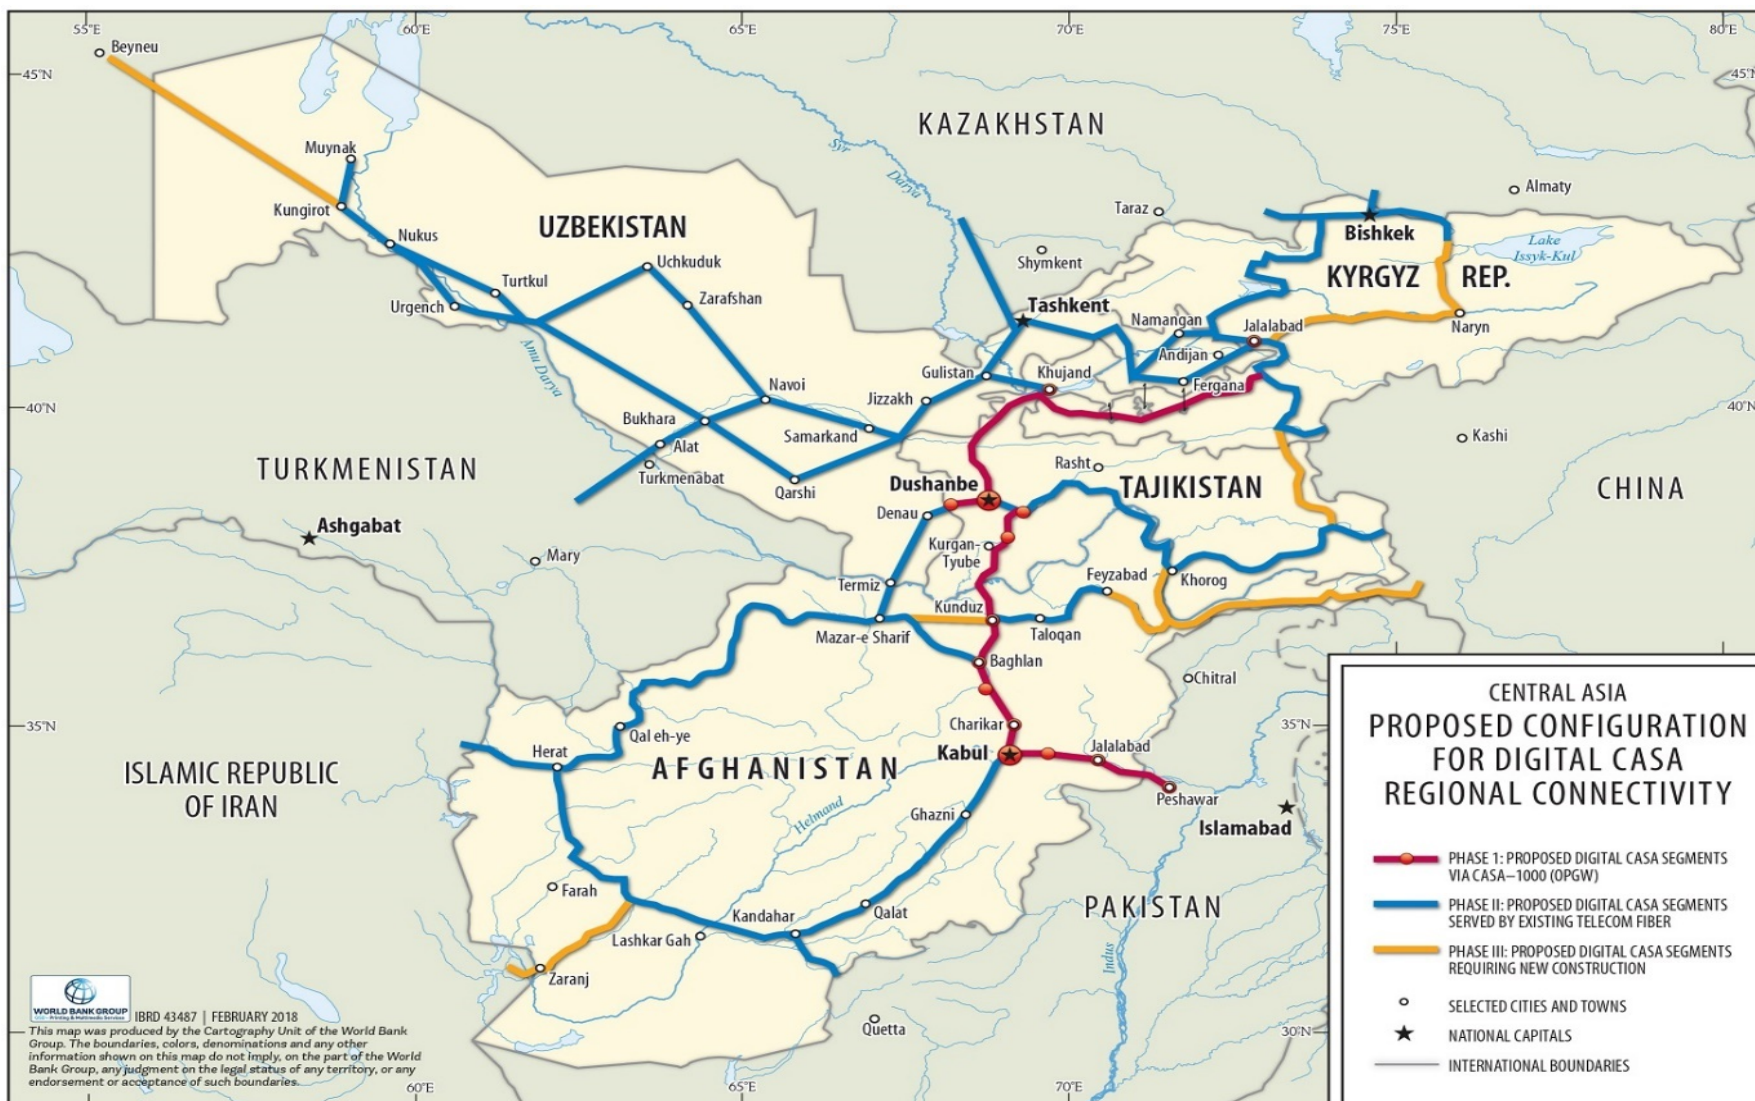 55°E
60°E
65°E
70°E
75°E
80°E
45°N
45°N
Beyneu
KAZAKHSTAN
Syr
Darya
Muynak
Kungirot
Nukus
UZBEKISTAN
Uchkuduk
Turtkul
Zarafshan
Urgench
Amu Darya
Taraz
Almaty
Shymkent
Bishkek
Lake
Issyk-Kul
KYRGYZ REP.
Tashkent
Namangan
Jalalabad
Naryn
Andijan
Gulistan
Khujand
Fergana
Navoi
Jizzakh
40°N
40°N
Bukhara
Samarkand
Alat
Kashi
Turkmenabat
Qarshi
TURKMENISTAN
Rasht
Dushanbe
TAJIKISTAN
CHINA
Denau
Ashgabat
Mary
Kurgan-
Tyube
Termiz
Feyzabad
Khorog
Kunduz
Mazar-e Sharif
Taloqan
Baghlan
Chitral
35°N
35°N
Charikar
Qal eh-ye
Herat
Kabul
Jalalabad
AFGHANISTAN
ISLAMIC REPUBLIC
OF IRAN
Peshawar
Helmand
Ghazni
Islamabad
Farah
Kandahar
Qalat
PAKISTAN
Lashkar Gah
Indus
Zaranj
Quetta
30°N
60°E
65°E
70°E
CENTRAL ASIA
PROPOSED CONFIGURATION
FOR DIGITAL CASA
REGIONAL CONNECTIVITY
PHASE 1: PROPOSED DIGITAL CASA SEGMENTS
VIA CASA–1000 (OPGW)
PHASE II: PROPOSED DIGITAL CASA SEGMENTS
SERVED BY EXISTING TELECOM FIBER
PHASE III: PROPOSED DIGITAL CASA SEGMENTS
REQUIRING NEW CONSTRUCTION
SELECTED CITIES AND TOWNS
NATIONAL CAPITALS
INTERNATIONAL BOUNDARIES
WORLD BANK GROUP
Printing & Multimedia Services
IBRD 43487 | FEBRUARY 2018
This map was produced by the Cartography Unit of the World Bank
Group. The boundaries, colors, denominations and any other
information shown on this map do not imply, on the part of the World
Bank Group, any judgment on the legal status of any territory, or any
endorsement or acceptance of such boundaries.